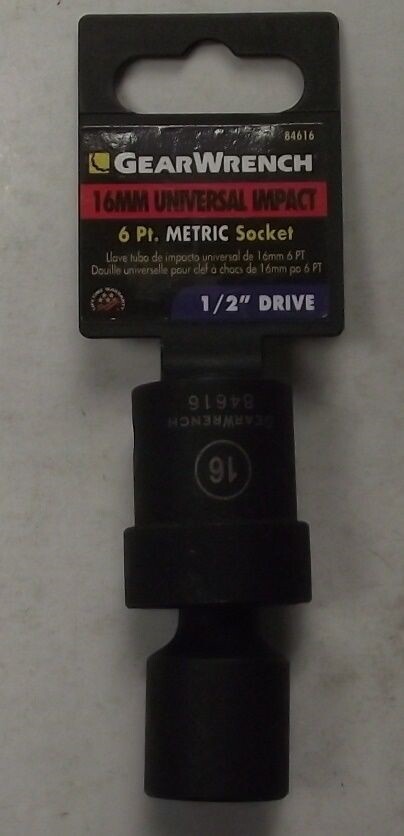 84616
GEARWRENCH
16MM UNIVERSAL IMPACT
6 Pt. METRIC Socket
Llave tubo de impacto universal de 16mm 6 PT
Douille universelle pour clef à chocs de 16mm po 6 PT
1/2" DRIVE
GEARWRENCH
84616
16